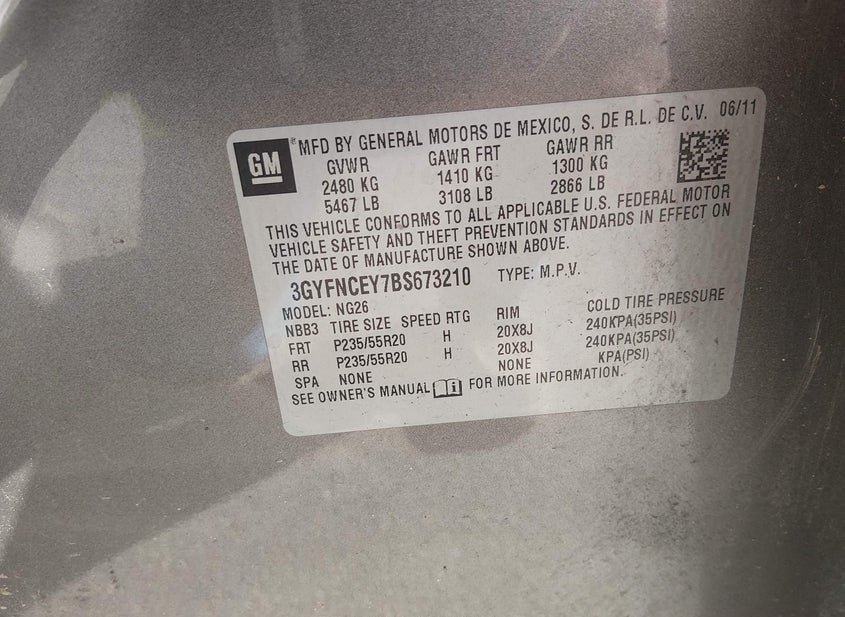 GM ® MFD BY GENERAL MOTORS DE MEXICO, S. DE R.L. DE C.V. 06/11
GVWR GAWR FRT GAWR RR
2480 KG 1410 KG 1300 KG
5467 LB 3108 LB 2866 LB
THIS VEHICLE CONFORMS TO ALL APPLICABLE U.S. FEDERAL MOTOR
VEHICLE SAFETY AND THEFT PREVENTION STANDARDS IN EFFECT ON
THE DATE OF MANUFACTURE SHOWN ABOVE.
3GYFNCEY7BS673210 TYPE: M.P.V.
MODEL: NG26
NBB3 TIRE SIZE SPEED RTG RIM COLD TIRE PRESSURE
FRT P235/55R20 H 20X8J 240KPA(35PSI)
RR P235/55R20 H 20X8J 240KPA(35PSI)
SPA NONE NONE KPA(PSI)
SEE OWNER'S MANUAL i FOR MORE INFORMATION.